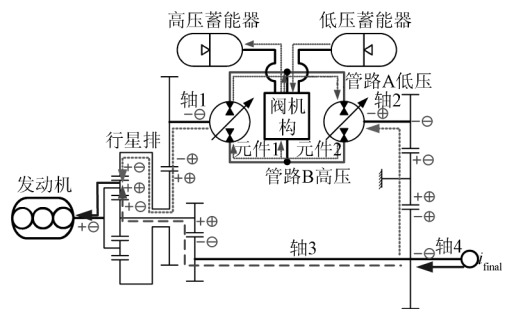 高压蓄能器
低压蓄能器
管路A低压
轴1
阀机构
轴2
-⊖
-⊕
-⊖
行星排
元件1
元件2
-⊕
+⊕
管路B高压
+⊖
-⊖
+⊖
+⊕
+⊖
发动机
+⊖
+⊕
-⊖
+⊕
-⊖
轴3
-⊖
轴4
i final